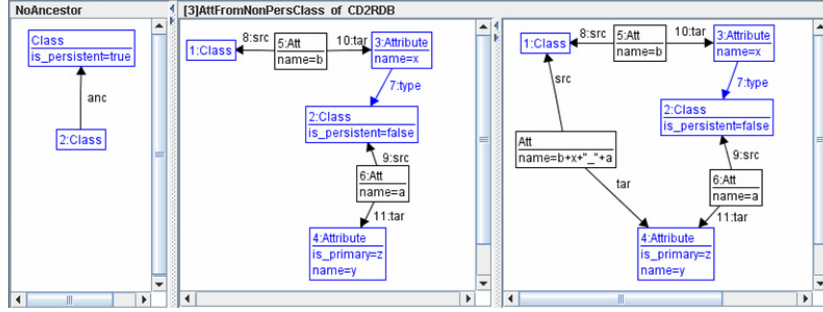 NoAncestor
Class
is_persistent=true
anc
2:Class
[3]AttFromNonPersClass of CD2RDB
1:Class
8:src
5:Att
name=b
10:tar
3:Attribute
name=x
7:type
2:Class
is_persistent=false
9:src
6:Att
name=a
11:tar
4:Attribute
is_primary=z
name=y
1:Class
8:src
5:Att
name=b
10:tar
3:Attribute
name=x
src
7:type
2:Class
is_persistent=false
Att
name=b+x+"_"+a
9:src
tar
6:Att
name=a
11:tar
4:Attribute
is_primary=z
name=y